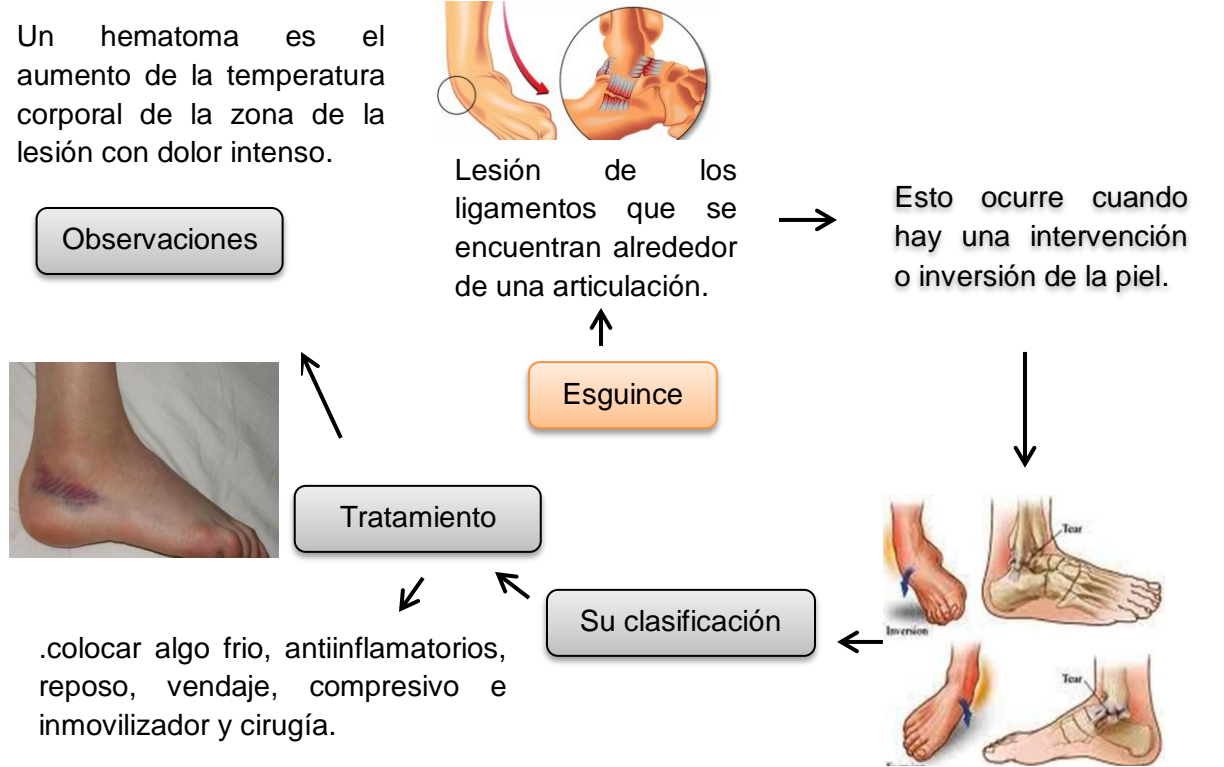 Un hematoma es el
aumento de la temperatura
corporal de la zona de la
lesión con dolor intenso.
Observaciones
Lesión de los
ligamentos que se
encuentran alrededor
de una articulación.
Esto ocurre cuando
hay una intervención
o inversión de la piel.
Esguince
Tratamiento
Su clasificación
.colocar algo frio, antiinflamatorios,
reposo, vendaje, compresivo e
inmovilizador y cirugía.
Tear
Inversion
Tear